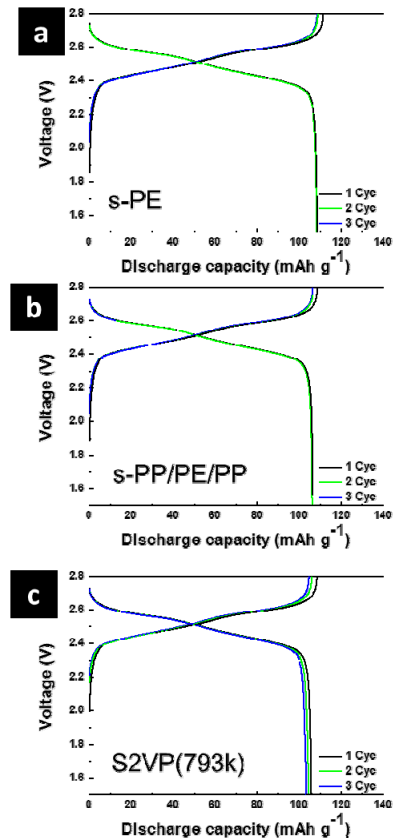 a
2.8
2.6
2.4
2.2
2.0
1.8
1.6
Voltage (V)
s-PE
1 Cyc
2 Cyc
3 Cyc
0 20 40 60 80 100 120 140
Discharge capacity (mAh g⁻¹)
b
2.8
2.6
2.4
2.2
2.0
1.8
1.6
Voltage (V)
s-PP/PE/PP
1 Cyc
2 Cyc
3 Cyc
0 20 40 60 80 100 120 140
Discharge capacity (mAh g⁻¹)
c
2.8
2.6
2.4
2.2
2.0
1.8
1.6
Voltage (V)
S2VP(793k)
1 Cyc
2 Cyc
3 Cyc
0 20 40 60 80 100 120 140
Discharge capacity (mAh g⁻¹)